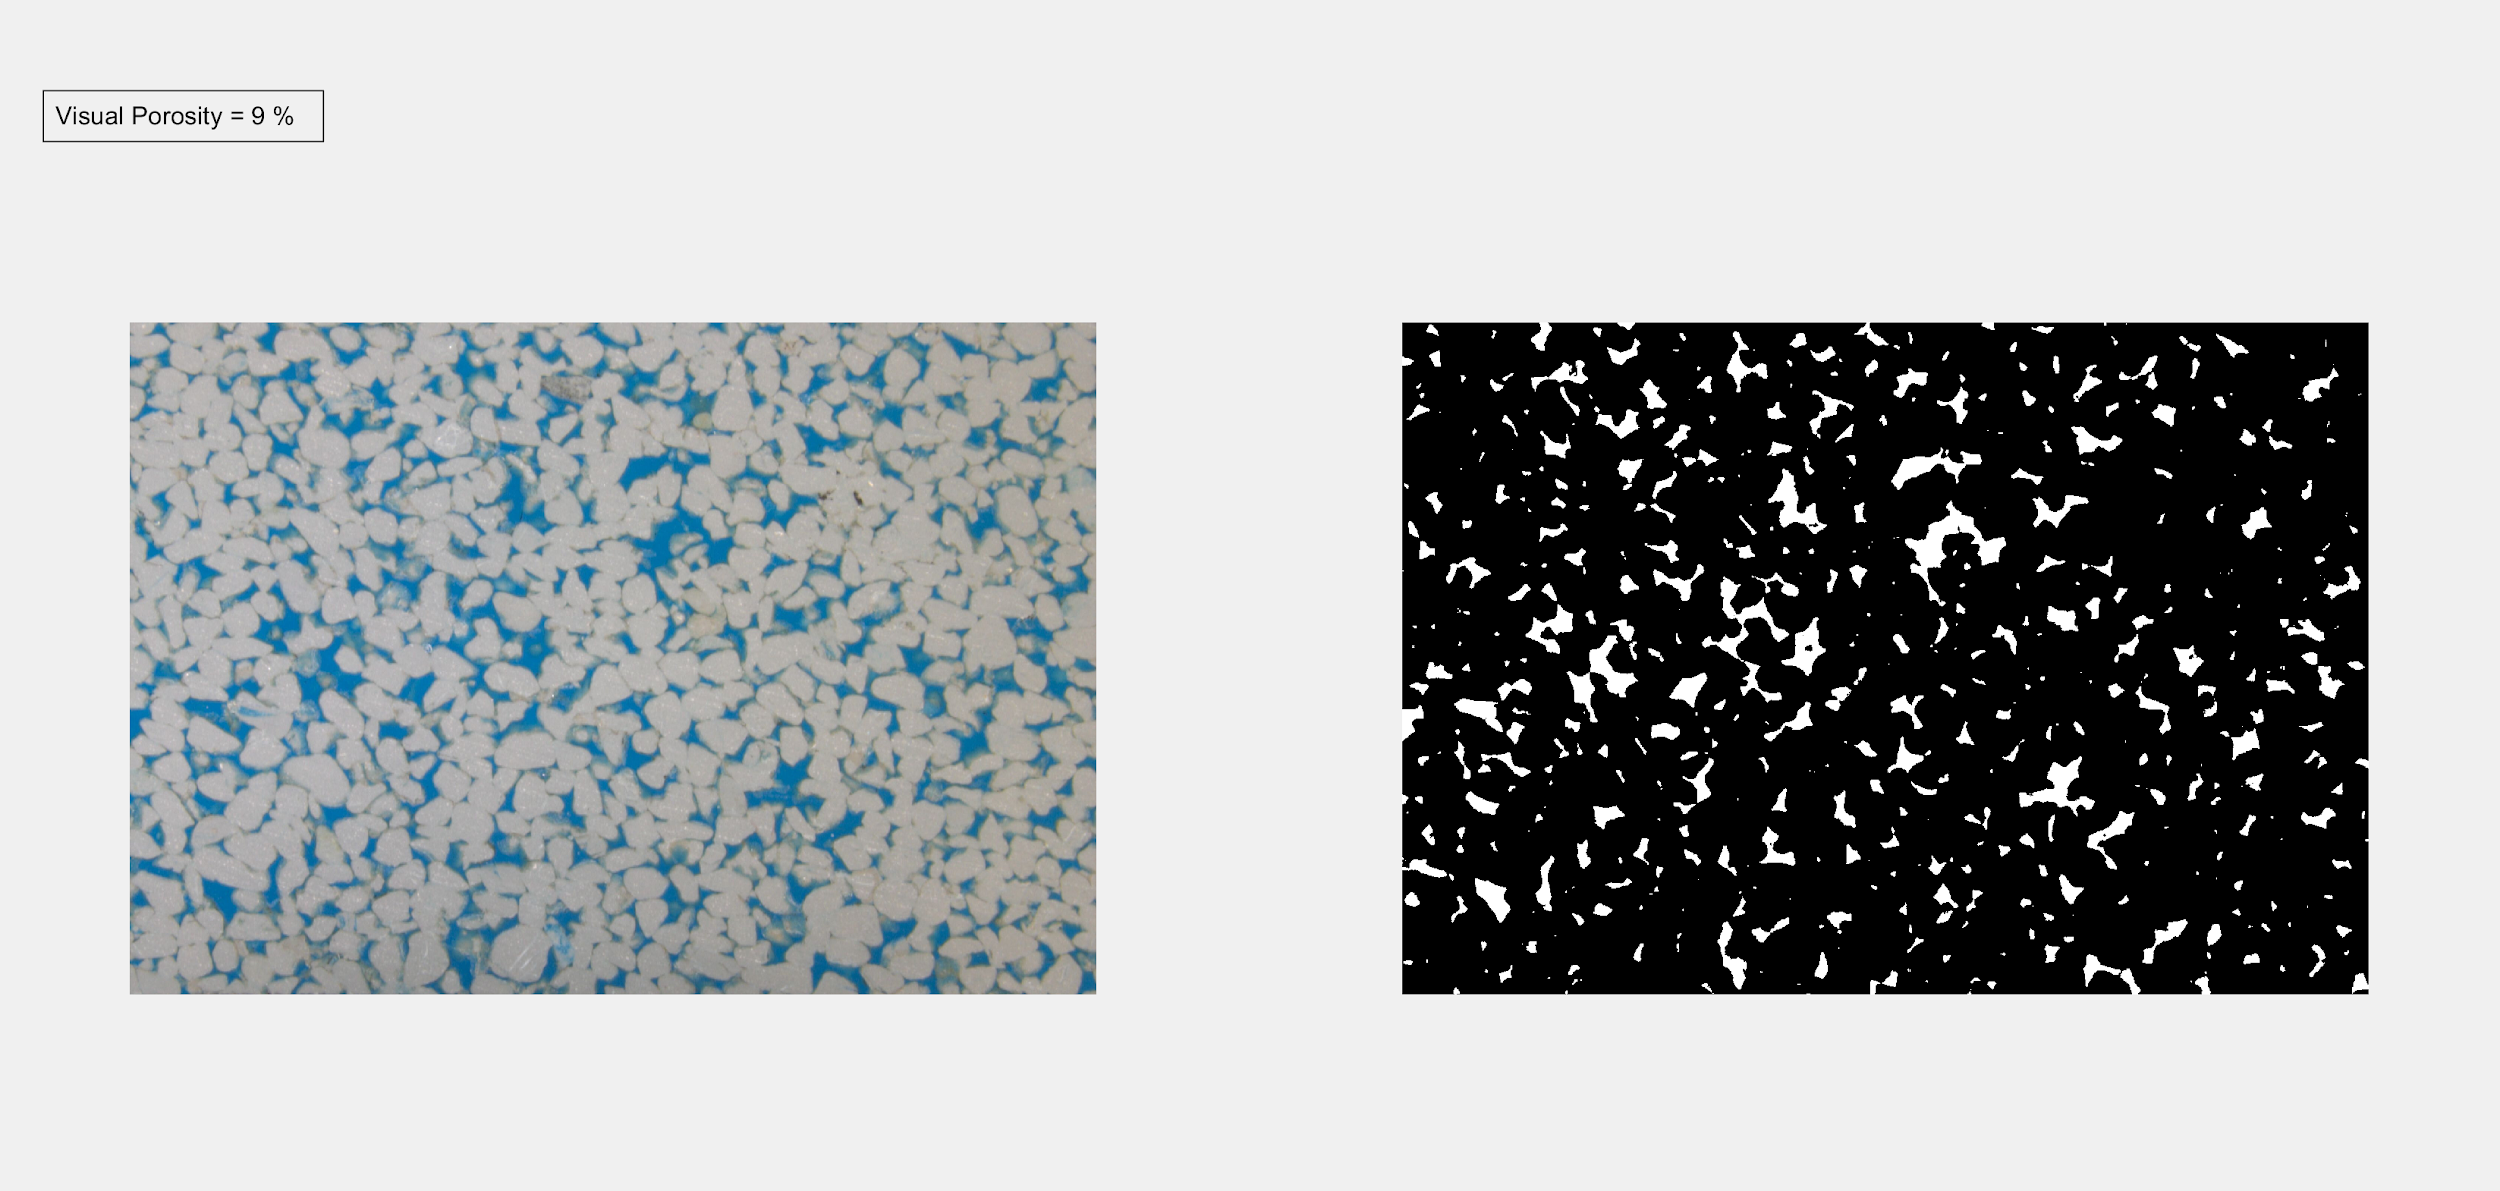 Visual Porosity = 9 %